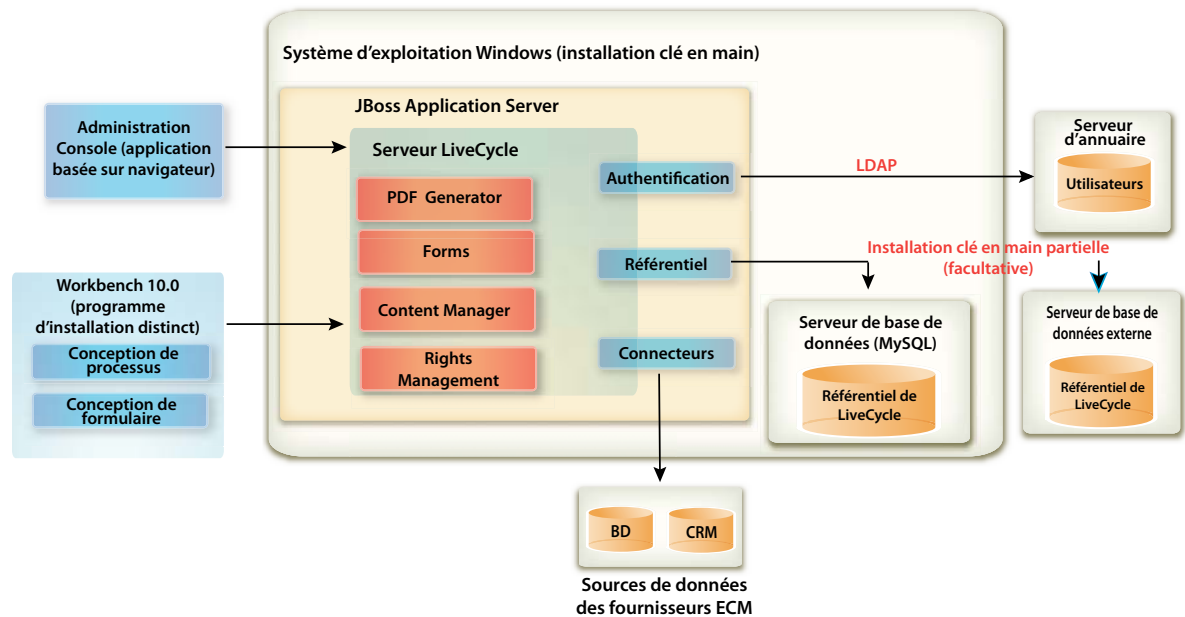 Système d'exploitation Windows (installation clé en main)
JBoss Application Server
Administration
Console (application
basée sur navigateur)
Serveur LiveCycle
PDF Generator
Forms
Content Manager
Rights
Management
Authentification
Référentiel
Connecteurs
LDAP
Serveur
d'annuaire
Utilisateurs
Installation clé en main partielle
(facultative)
Workbench 10.0
(programme
d'installation distinct)
Conception de
processus
Conception de
formulaire
Serveur de base de
données (MySQL)
Référentiel de
LiveCycle
Serveur de base de
données externe
Référentiel de
LiveCycle
BD
CRM
Sources de données
des fournisseurs ECM